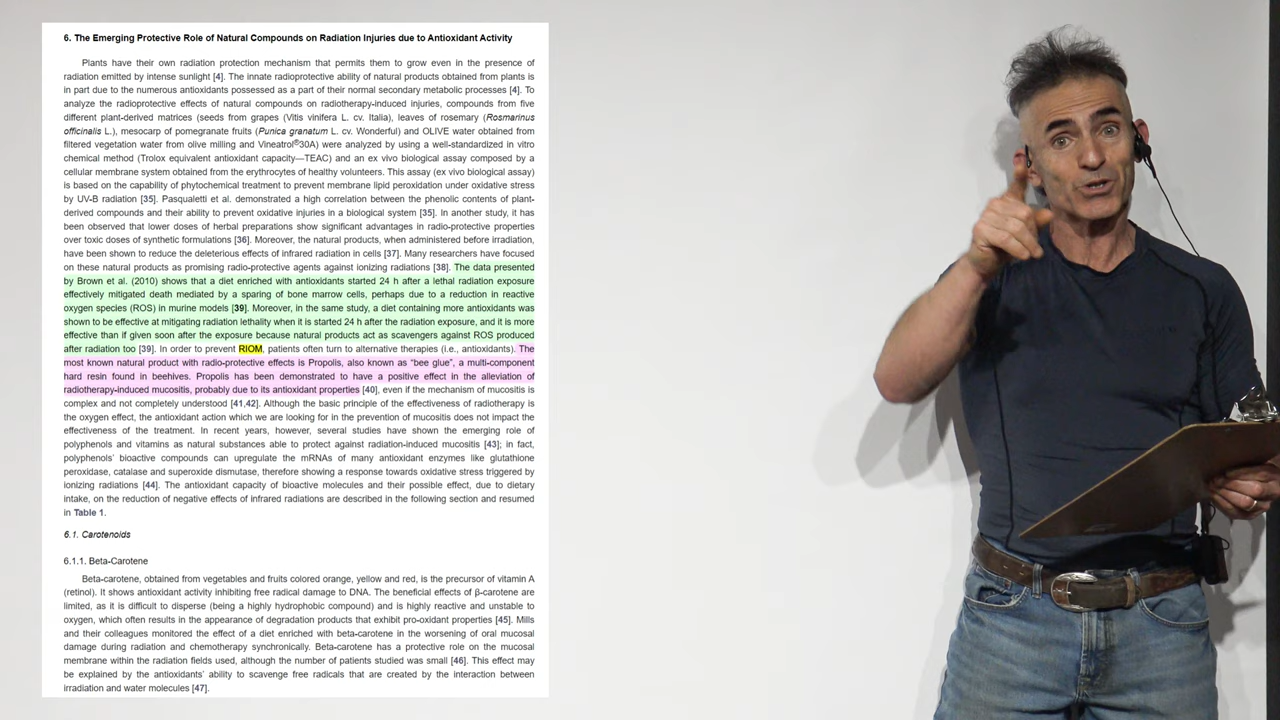 6. The Emerging Protective Role of Natural Compounds on Radiation Injuries due to Antioxidant Activity
Plants have their own radiation protection mechanism that permits them to grow even in the presence of
radiation emitted by intense sunlight [4]. The innate radioprotective ability of natural products obtained from plants is
in part due to the numerous antioxidants possessed as a part of their normal secondary metabolic processes [4]. To
analyze the radioprotective effects of natural compounds on radiotherapy-induced injuries, compounds from five
different plant-derived matrices (seeds from grapes (Vitis vinifera L. cv. Italia), leaves of rosemary (Rosmarinus
officinalis L.), mesocarp of pomegranate fruits (Punica granatum L. cv. Wonderful) and OLIVE water obtained from
filtered vegetation water from olive milling and Vineatrol®30A) were analyzed by using a well-standardized in vitro
chemical method (Trolox equivalent antioxidant capacity—TEAC) and an ex vivo biological assay composed by a
cellular membrane system obtained from the erythrocytes of healthy volunteers. This assay (ex vivo biological assay)
is based on the capability of phytochemical treatment to prevent membrane lipid peroxidation under oxidative stress
by UV-B radiation [35]. Pasqualetti et al. demonstrated a high correlation between the phenolic contents of plant-
derived compounds and their ability to prevent oxidative injuries in a biological system [35]. In another study, it has
been observed that lower doses of herbal preparations show significant advantages in radio-protective properties
over toxic doses of synthetic formulations [36]. Moreover, the natural products, when administered before irradiation,
have been shown to reduce the deleterious effects of infrared radiation in cells [37]. Many researchers have focused
on these natural products as promising radio-protective agents against ionizing radiations [38]. The data presented
by Brown et al. (2010) shows that a diet enriched with antioxidants started 24 h after a lethal radiation exposure
effectively mitigated death mediated by a sparing of bone marrow cells, perhaps due to a reduction in reactive
oxygen species (ROS) in murine models [39]. Moreover, in the same study, a diet containing more antioxidants was
shown to be effective at mitigating radiation lethality when it is started 24 h after the radiation exposure, and it is more
effective than if given soon after the exposure because natural products act as scavengers against ROS produced
after radiation too [39]. In order to prevent RIOM, patients often turn to alternative therapies (i.e., antioxidants). The
most known natural product with radio-protective effects is Propolis, also known as “bee glue”, a multi-component
hard resin found in beehives. Propolis has been demonstrated to have a positive effect in the alleviation of
radiotherapy-induced mucositis, probably due to its antioxidant properties [40], even if the mechanism of mucositis is
complex and not completely understood [41,42]. Although the basic principle of the effectiveness of radiotherapy is
the oxygen effect, the antioxidant action which we are looking for in the prevention of mucositis does not impact the
effectiveness of the treatment. In recent years, however, several studies have shown the emerging role of
polyphenols and vitamins as natural substances able to protect against radiation-induced mucositis [43]; in fact,
polyphenols’ bioactive compounds can upregulate the mRNAs of many antioxidant enzymes like glutathione
peroxidase, catalase and superoxide dismutase, therefore showing a response towards oxidative stress triggered by
ionizing radiations [44]. The antioxidant capacity of bioactive molecules and their possible effect, due to dietary
intake, on the reduction of negative effects of infrared radiations are described in the following section and resumed
in Table 1.
6.1. Carotenoids
6.1.1. Beta-Carotene
Beta-carotene, obtained from vegetables and fruits colored orange, yellow and red, is the precursor of vitamin A
(retinol). It shows antioxidant activity inhibiting free radical damage to DNA. The beneficial effects of β-carotene are
limited, as it is difficult to disperse (being a highly hydrophobic compound) and is highly reactive and unstable to
oxygen, which often results in the appearance of degradation products that exhibit pro-oxidant properties [45]. Mills
and their colleagues monitored the effect of a diet enriched with beta-carotene in the worsening of oral mucosal
damage during radiation and chemotherapy synchronically. Beta-carotene has a protective role on the mucosal
membrane within the radiation fields used, although the number of patients studied was small [46]. This effect may
be explained by the antioxidants’ ability to scavenge free radicals that are created by the interaction between
irradiation and water molecules [47].